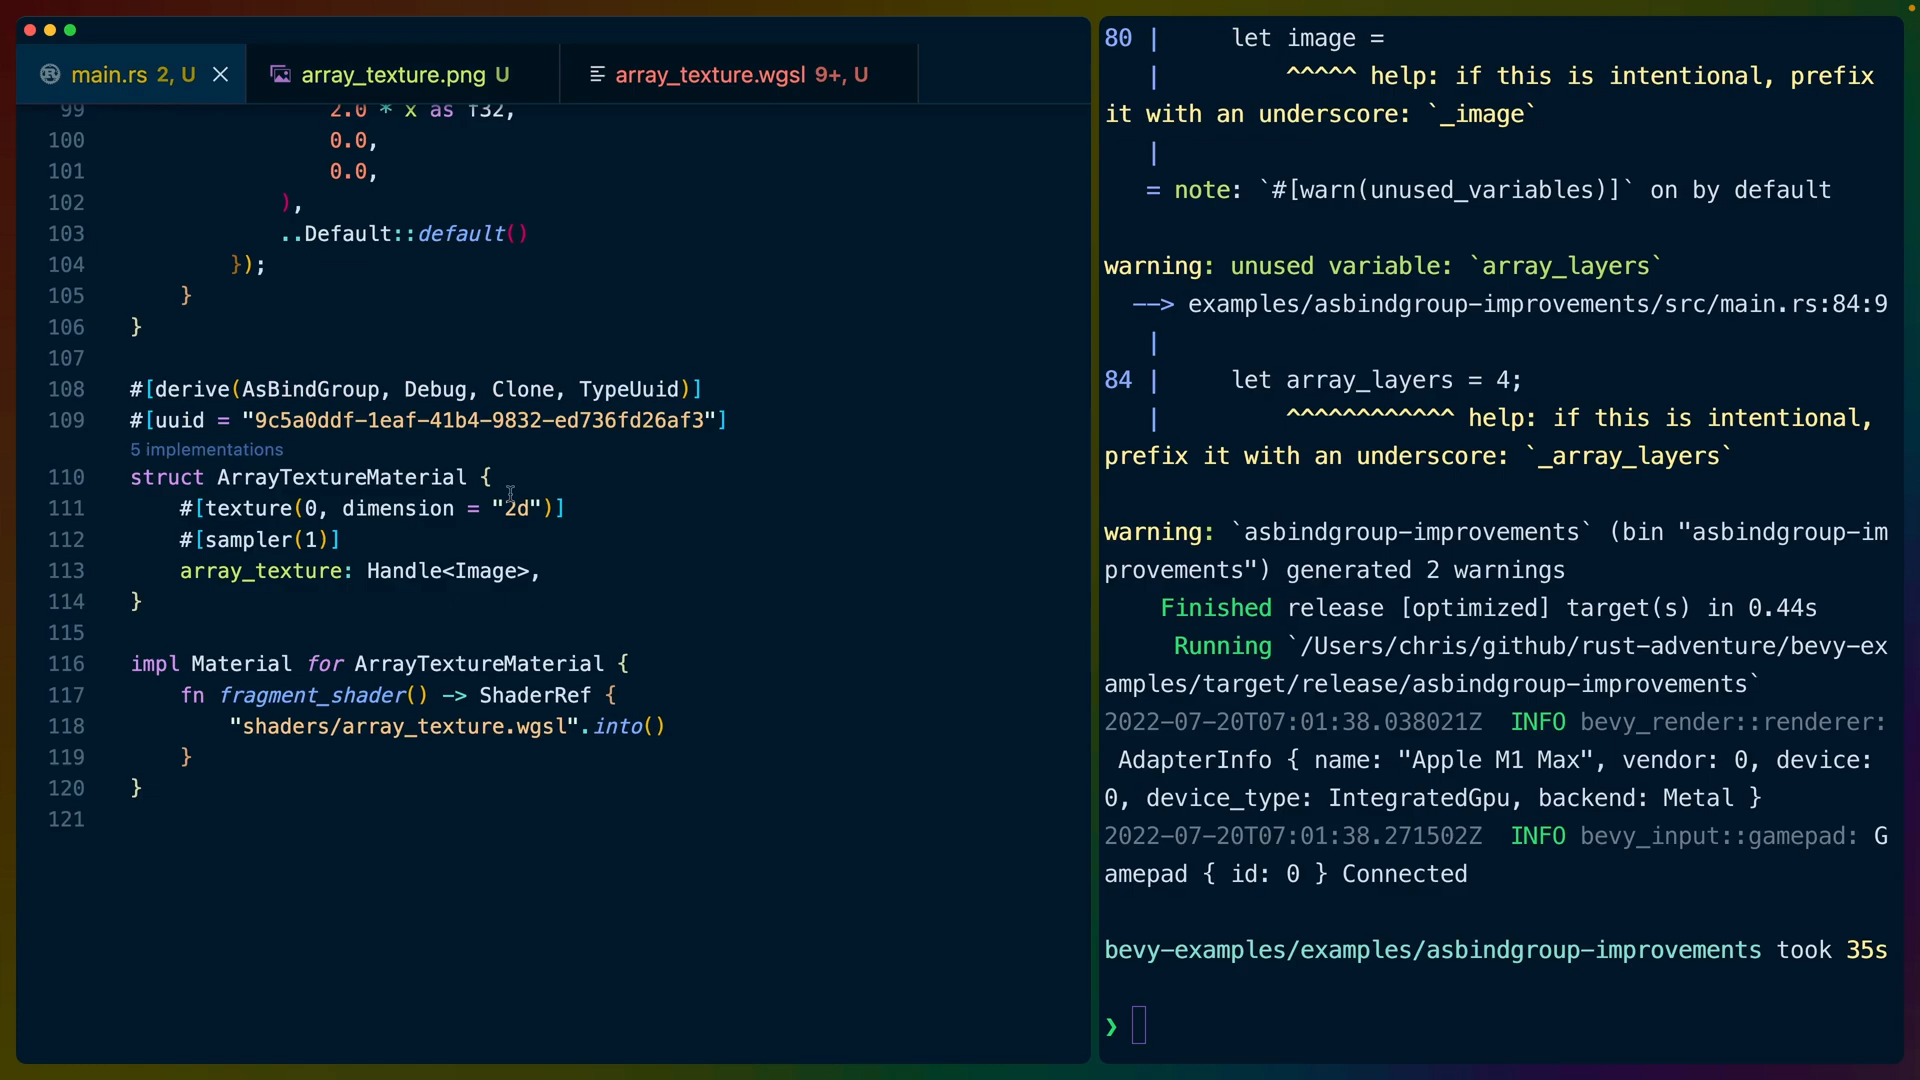 main.rs 2, U
array_texture.png U
array_texture.wgsl 9+, U
99 2.0 * x as f32,
100 0.0,
101 0.0,
102 ),
103 ..Default::default()
104 });
105 }
106 }
107
108 #[derive(AsBindGroup, Debug, Clone, TypeUuid)]
109 #[uuid = "9c5a0ddf-1eaf-41b4-9832-ed736fd26af3"]
5 implementations
110 struct ArrayTextureMaterial {
111 #[texture(0, dimension = "2d")]
112 #[sampler(1)]
113 array_texture: Handle<Image>,
114 }
115
116 impl Material for ArrayTextureMaterial {
117 fn fragment_shader() -> ShaderRef {
118 "shaders/array_texture.wgsl".into()
119 }
120 }
121
80 | let image =
| ^^^^^ help: if this is intentional, prefix
it with an underscore: `_image`
|
= note: `#[warn(unused_variables)]` on by default
warning: unused variable: `array_layers`
--> examples/asbindgroup-improvements/src/main.rs:84:9
|
84 | let array_layers = 4;
| ^^^^^^^^^^^^ help: if this is intentional,
prefix it with an underscore: `_array_layers`
warning: `asbindgroup-improvements` (bin "asbindgroup-im
provements") generated 2 warnings
Finished release [optimized] target(s) in 0.44s
Running `/Users/chris/github/rust-adventure/bevy-ex
amples/target/release/asbindgroup-improvements`
2022-07-20T07:01:38.038021Z INFO bevy_render::renderer:
AdapterInfo { name: "Apple M1 Max", vendor: 0, device:
0, device_type: IntegratedGpu, backend: Metal }
2022-07-20T07:01:38.271502Z INFO bevy_input::gamepad: G
amepad { id: 0 } Connected
bevy-examples/examples/asbindgroup-improvements took 35s
❯